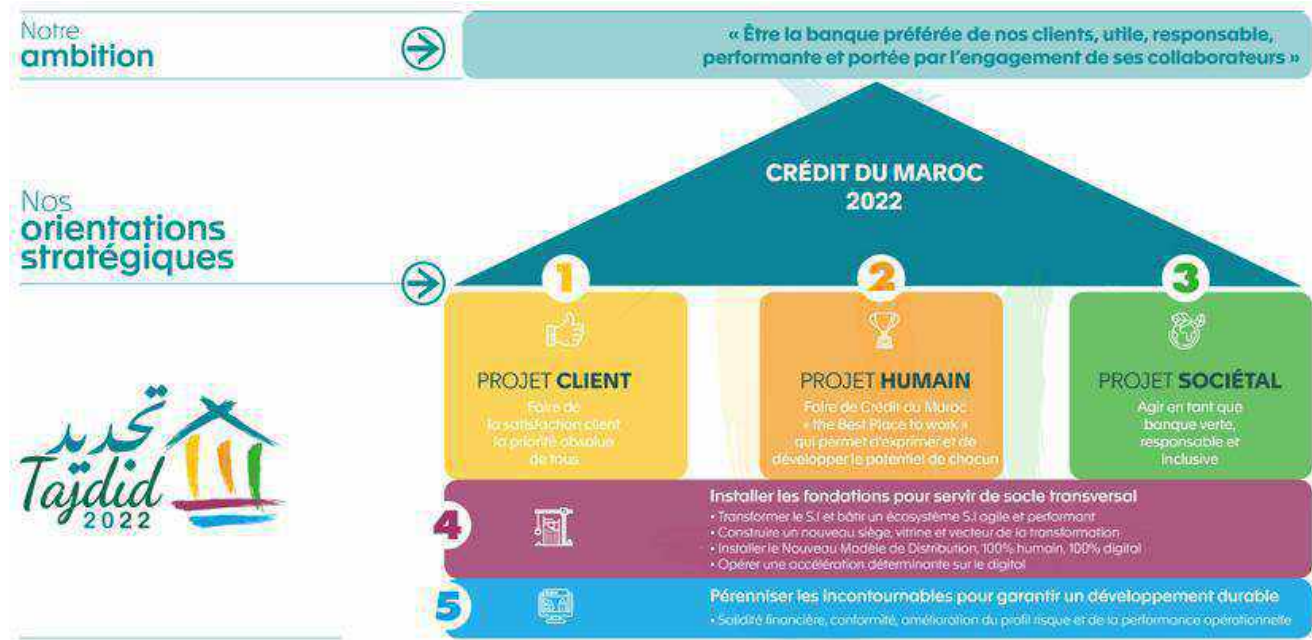 Notre
ambition
« Être la banque préférée de nos clients, utile, responsable,
performante et portée par l'engagement de ses collaborateurs »
CRÉDIT DU MAROC
2022
Nos
orientations
stratégiques
1
PROJET CLIENT
Faire de
la satisfaction client
la priorité absolue
de tous
2
PROJET HUMAIN
Faire de Crédit du Maroc
« the Best Place to work »
qui permet d'exprimer et de
développer le potentiel de chacun
3
PROJET SOCIÉTAL
Agir en tant que
banque verte,
responsable et
inclusive
تجديد
Tajdid
2022
4
Installer les fondations pour servir de socle transversal
• Transformer le S.I et bâtir un écosystème S.I agile et performant
• Construire un nouveau siège, vitrine et vecteur de la transformation
• Installer le Nouveau Modèle de Distribution, 100% humain, 100% digital
• Opérer une accélération déterminante sur le digital
5
Pérenniser les incontournables pour garantir un développement durable
• Solidité financière, conformité, amélioration du profil risque et de la performance opérationnelle